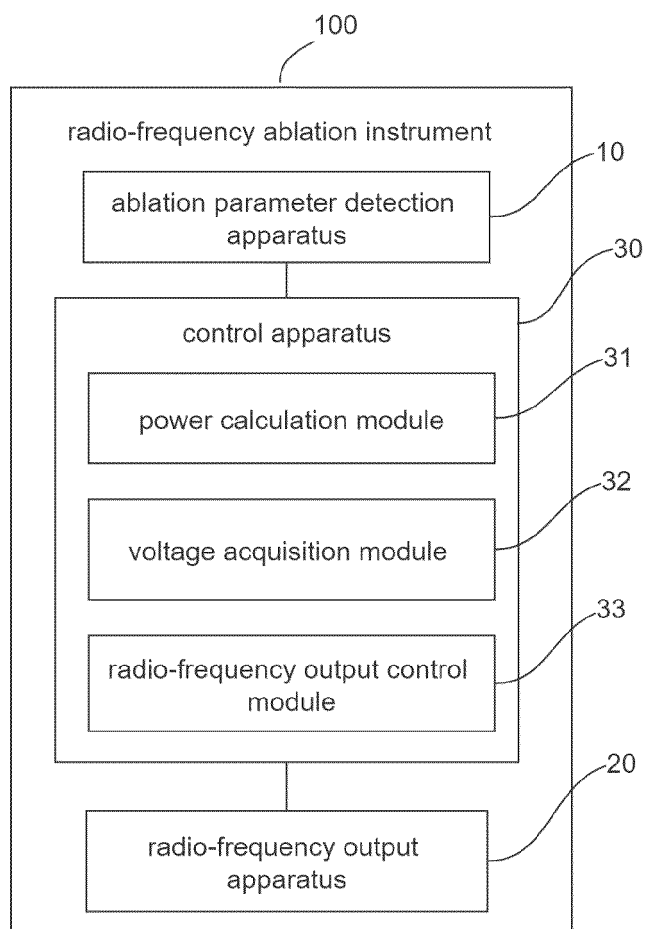 100
radio-frequency ablation instrument
10
ablation parameter detection
apparatus
30
control apparatus
31
power calculation module
32
voltage acquisition module
33
radio-frequency output control
module
20
radio-frequency output
apparatus